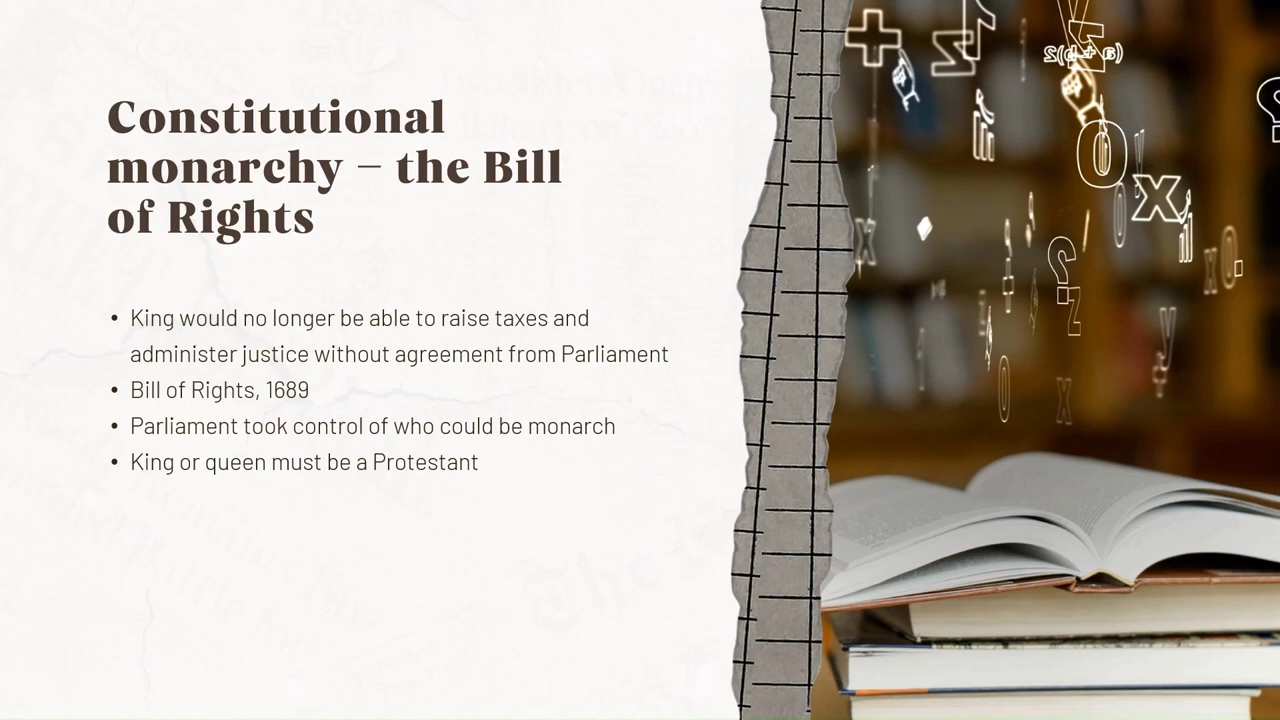 Constitutional
monarchy – the Bill
of Rights
• King would no longer be able to raise taxes and
administer justice without agreement from Parliament
• Bill of Rights, 1689
• Parliament took control of who could be monarch
• King or queen must be a Protestant